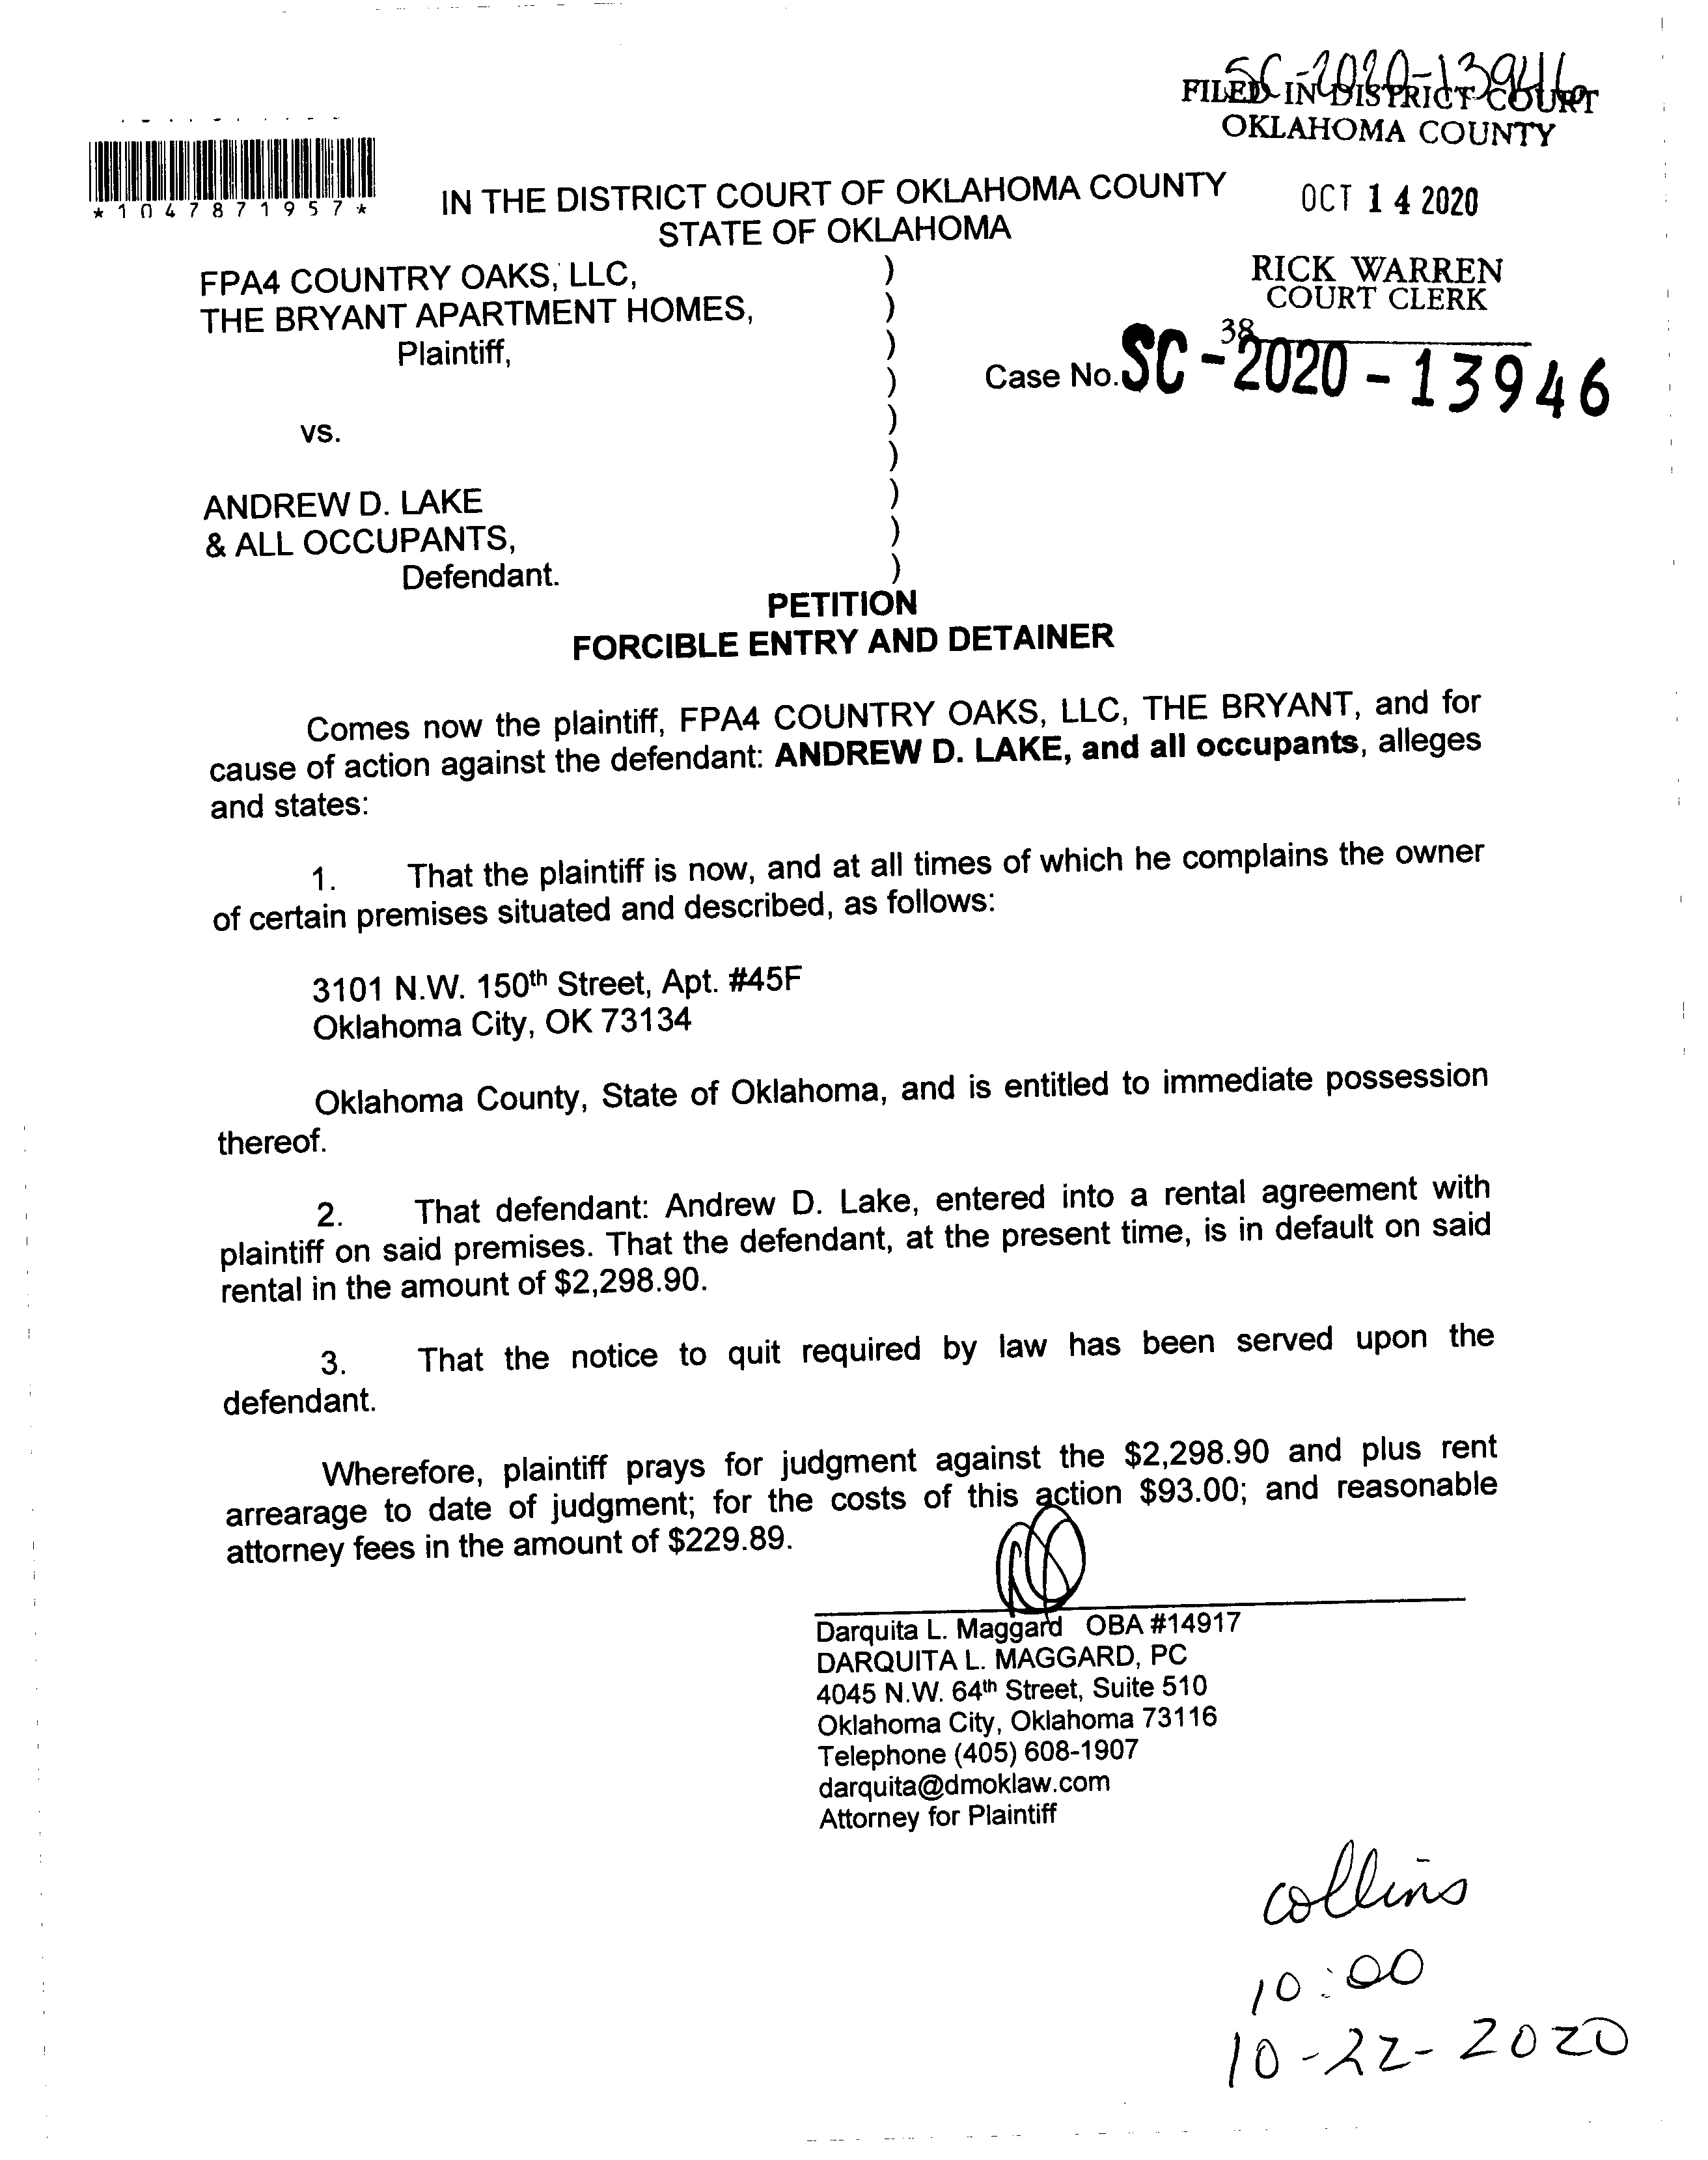 SC-2020-13946
FILED IN DISTRICT COURT
OKLAHOMA COUNTY
*1047871957*
IN THE DISTRICT COURT OF OKLAHOMA COUNTY
STATE OF OKLAHOMA
OCT 14 2020
RICK WARREN
COURT CLERK
38
FPA4 COUNTRY OAKS, LLC, )
THE BRYANT APARTMENT HOMES, )
Plaintiff, )
) Case No. SC-2020-13946
vs. )
)
ANDREW D. LAKE )
& ALL OCCUPANTS, )
Defendant. )
PETITION
FORCIBLE ENTRY AND DETAINER
Comes now the plaintiff, FPA4 COUNTRY OAKS, LLC, THE BRYANT, and for
cause of action against the defendant: ANDREW D. LAKE, and all occupants, alleges
and states:
1. That the plaintiff is now, and at all times of which he complains the owner
of certain premises situated and described, as follows:
3101 N.W. 150th Street, Apt. #45F
Oklahoma City, OK 73134
Oklahoma County, State of Oklahoma, and is entitled to immediate possession
thereof.
2. That defendant: Andrew D. Lake, entered into a rental agreement with
plaintiff on said premises. That the defendant, at the present time, is in default on said
rental in the amount of $2,298.90.
3. That the notice to quit required by law has been served upon the
defendant.
Wherefore, plaintiff prays for judgment against the $2,298.90 and plus rent
arrearage to date of judgment; for the costs of this action $93.00; and reasonable
attorney fees in the amount of $229.89.
Darquita L. Maggard OBA #14917
DARQUITA L. MAGGARD, PC
4045 N.W. 64th Street, Suite 510
Oklahoma City, Oklahoma 73116
Telephone (405) 608-1907
darquita@dmoklaw.com
Attorney for Plaintiff
collins
10:00
10-22-2020